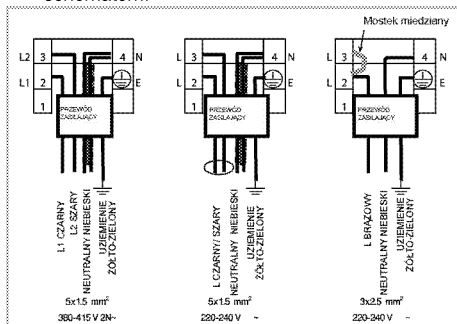 schematem.
Mostek miedziany
L2 3 4 N
L1 2 E
1
PRZEWÓD
ZASILAJĄCY
L1 CZARNY
L2 SZARY
NEUTRALNY NIEBIESKI
UZIEMIENIE
ŻÓŁTO-ZIELONY
5x1.5 mm²
380-415 V 2N~
L 3 4 N
L 2 E
1
PRZEWÓD
ZASILAJĄCY
L CZARNY/ SZARY
NEUTRALNY NIEBIESKI
UZIEMIENIE
ŻÓŁTO-ZIELONY
5x1.5 mm²
220-240 V ~
L 3 4 N
L 2 E
1
PRZEWÓD
ZASILAJĄCY
L BRĄZOWY
NEUTRALNY NIEBIESKI
UZIEMIENIE
ŻÓŁTO-ZIELONY
3x2.5 mm²
220-240 V ~